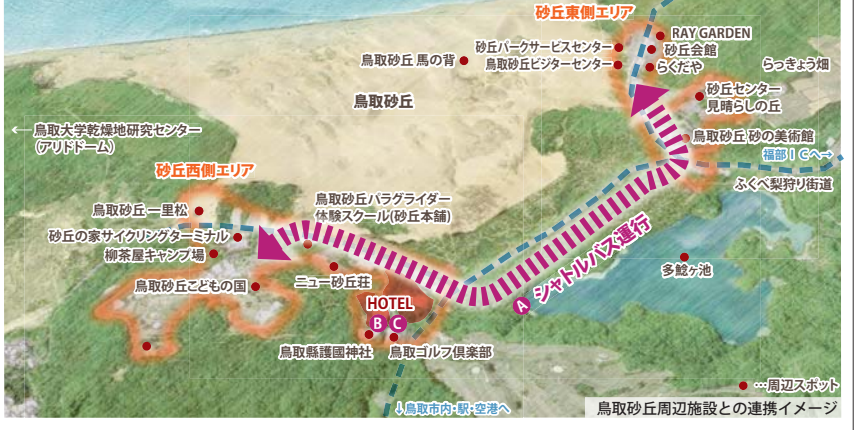 砂丘東側エリア
RAY GARDEN
砂丘パークサービスセンター
砂丘会館
鳥取砂丘ビジターセンター
らくだや
鳥取砂丘 馬の背
らっきょう畑
砂丘センター
見晴らしの丘
鳥取砂丘
←鳥取大学乾燥地研究センター
(アリドドーム)
鳥取砂丘 砂の美術館
福部ICへ→
砂丘西側エリア
ふくべ梨狩り街道
鳥取砂丘パラグライダー
体験スクール(砂丘本舗)
鳥取砂丘 一里松
砂丘の家サイクリングターミナル
柳茶屋キャンプ場
A シャトルバス運行
多鯰ヶ池
鳥取砂丘こどもの国
ニュー砂丘荘
HOTEL
B C
鳥取縣護國神社
鳥取ゴルフ倶楽部
●…周辺スポット
↓鳥取市内・駅・空港へ
鳥取砂丘周辺施設との連携イメージ